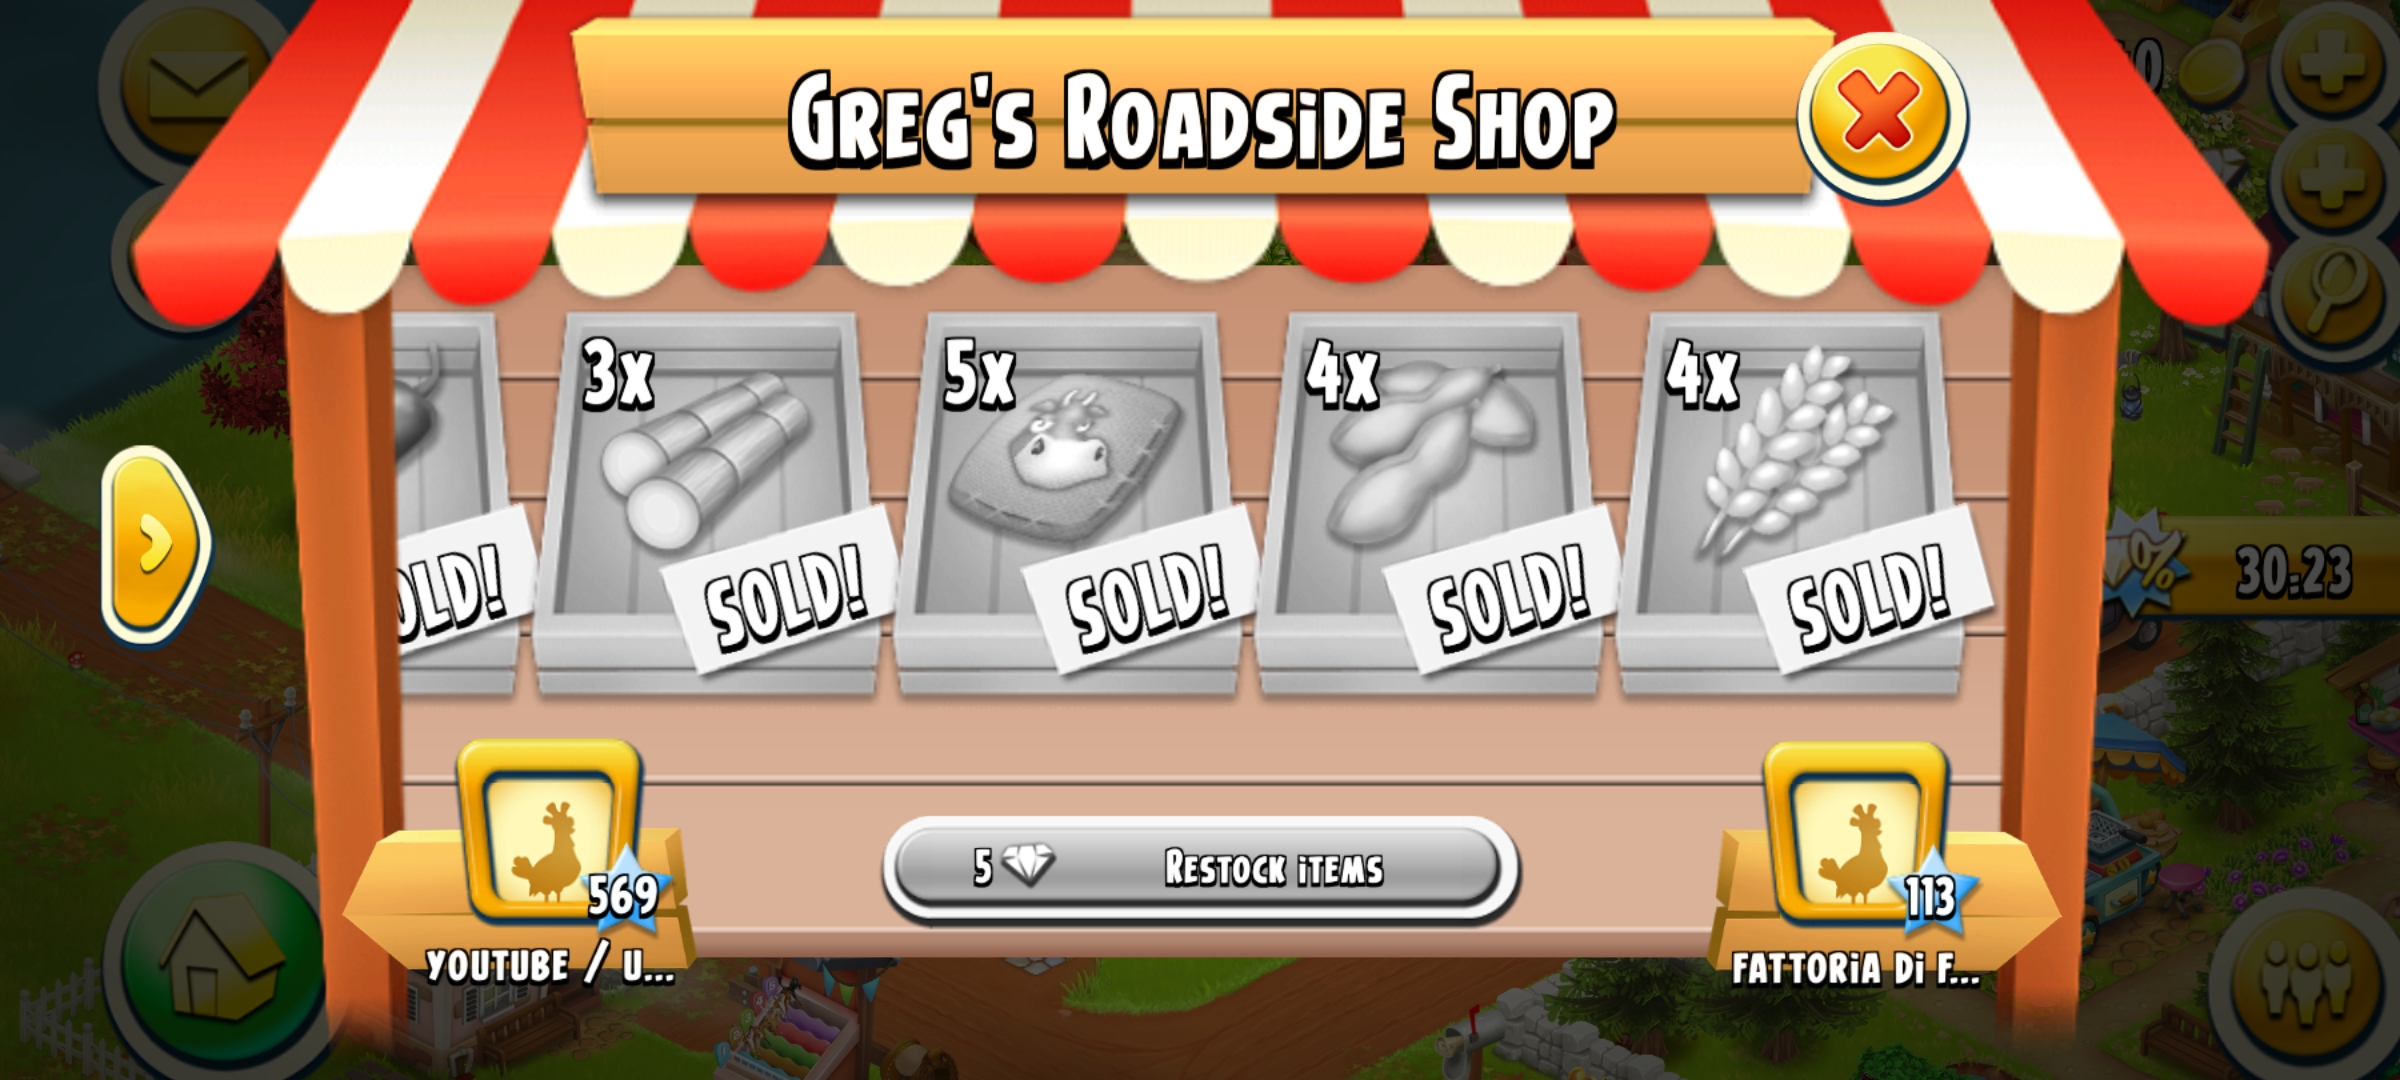 GREG'S ROADSIDE SHOP
3x
5x
4x
4x
OLD!
SOLD!
SOLD!
SOLD!
SOLD!
30:23
569
5
RESTOCK ITEMS
113
YOUTUBE / U...
FATTORIA DI F...